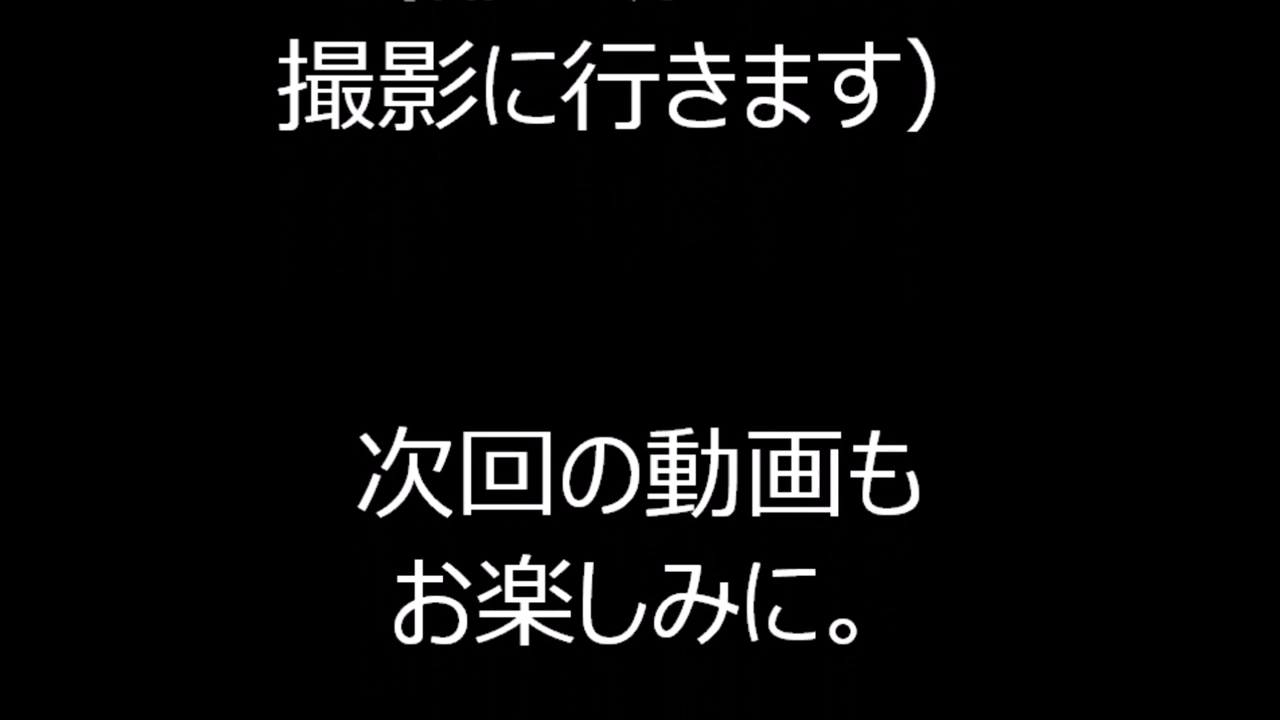 撮影に行きます）
次回の動画も
お楽しみに。